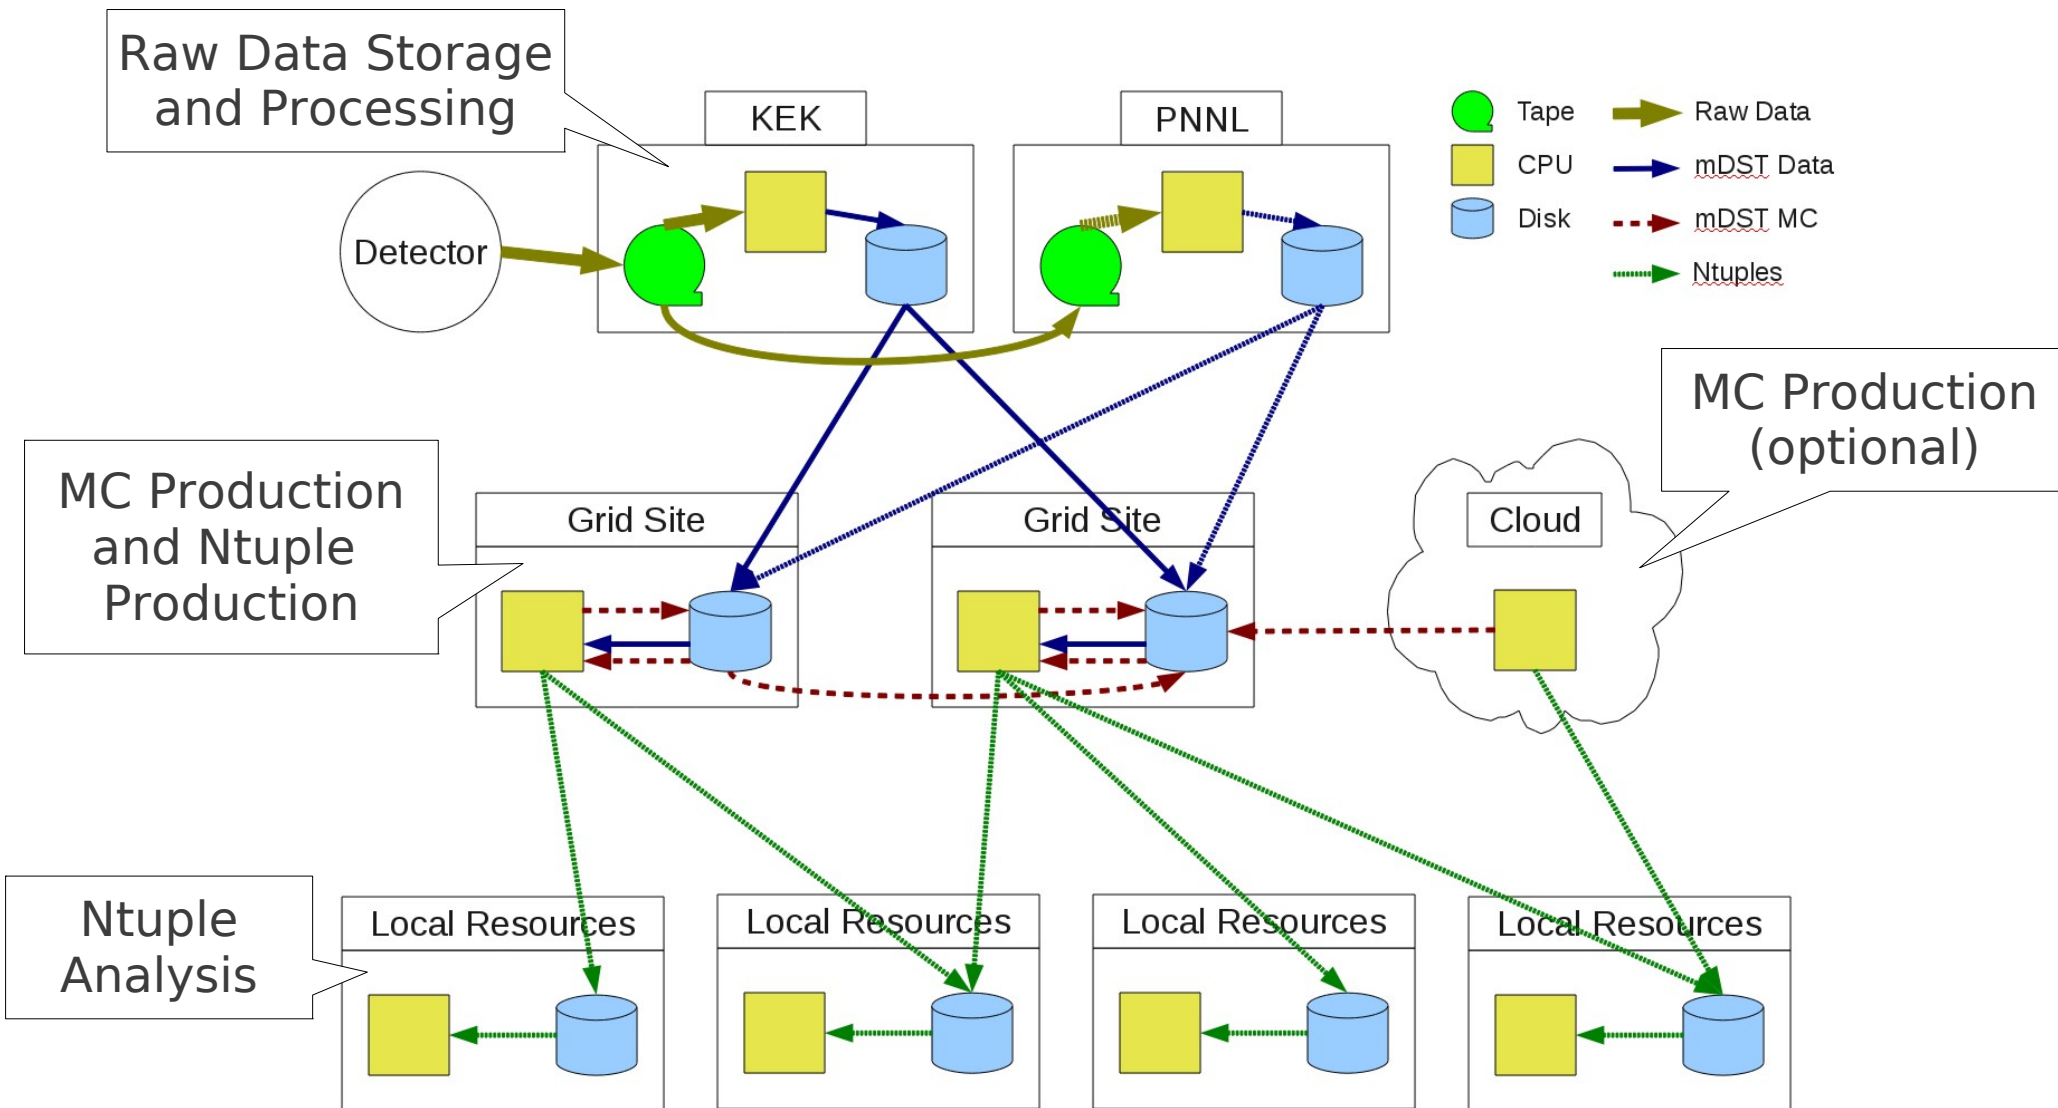 Raw Data Storage
and Processing
KEK
PNNL
Tape
Raw Data
CPU
mDST Data
Disk
mDST MC
Ntuples
Detector
MC Production
(optional)
MC Production
and Ntuple
Production
Grid Site
Grid Site
Cloud
Ntuple
Analysis
Local Resources
Local Resources
Local Resources
Local Resources